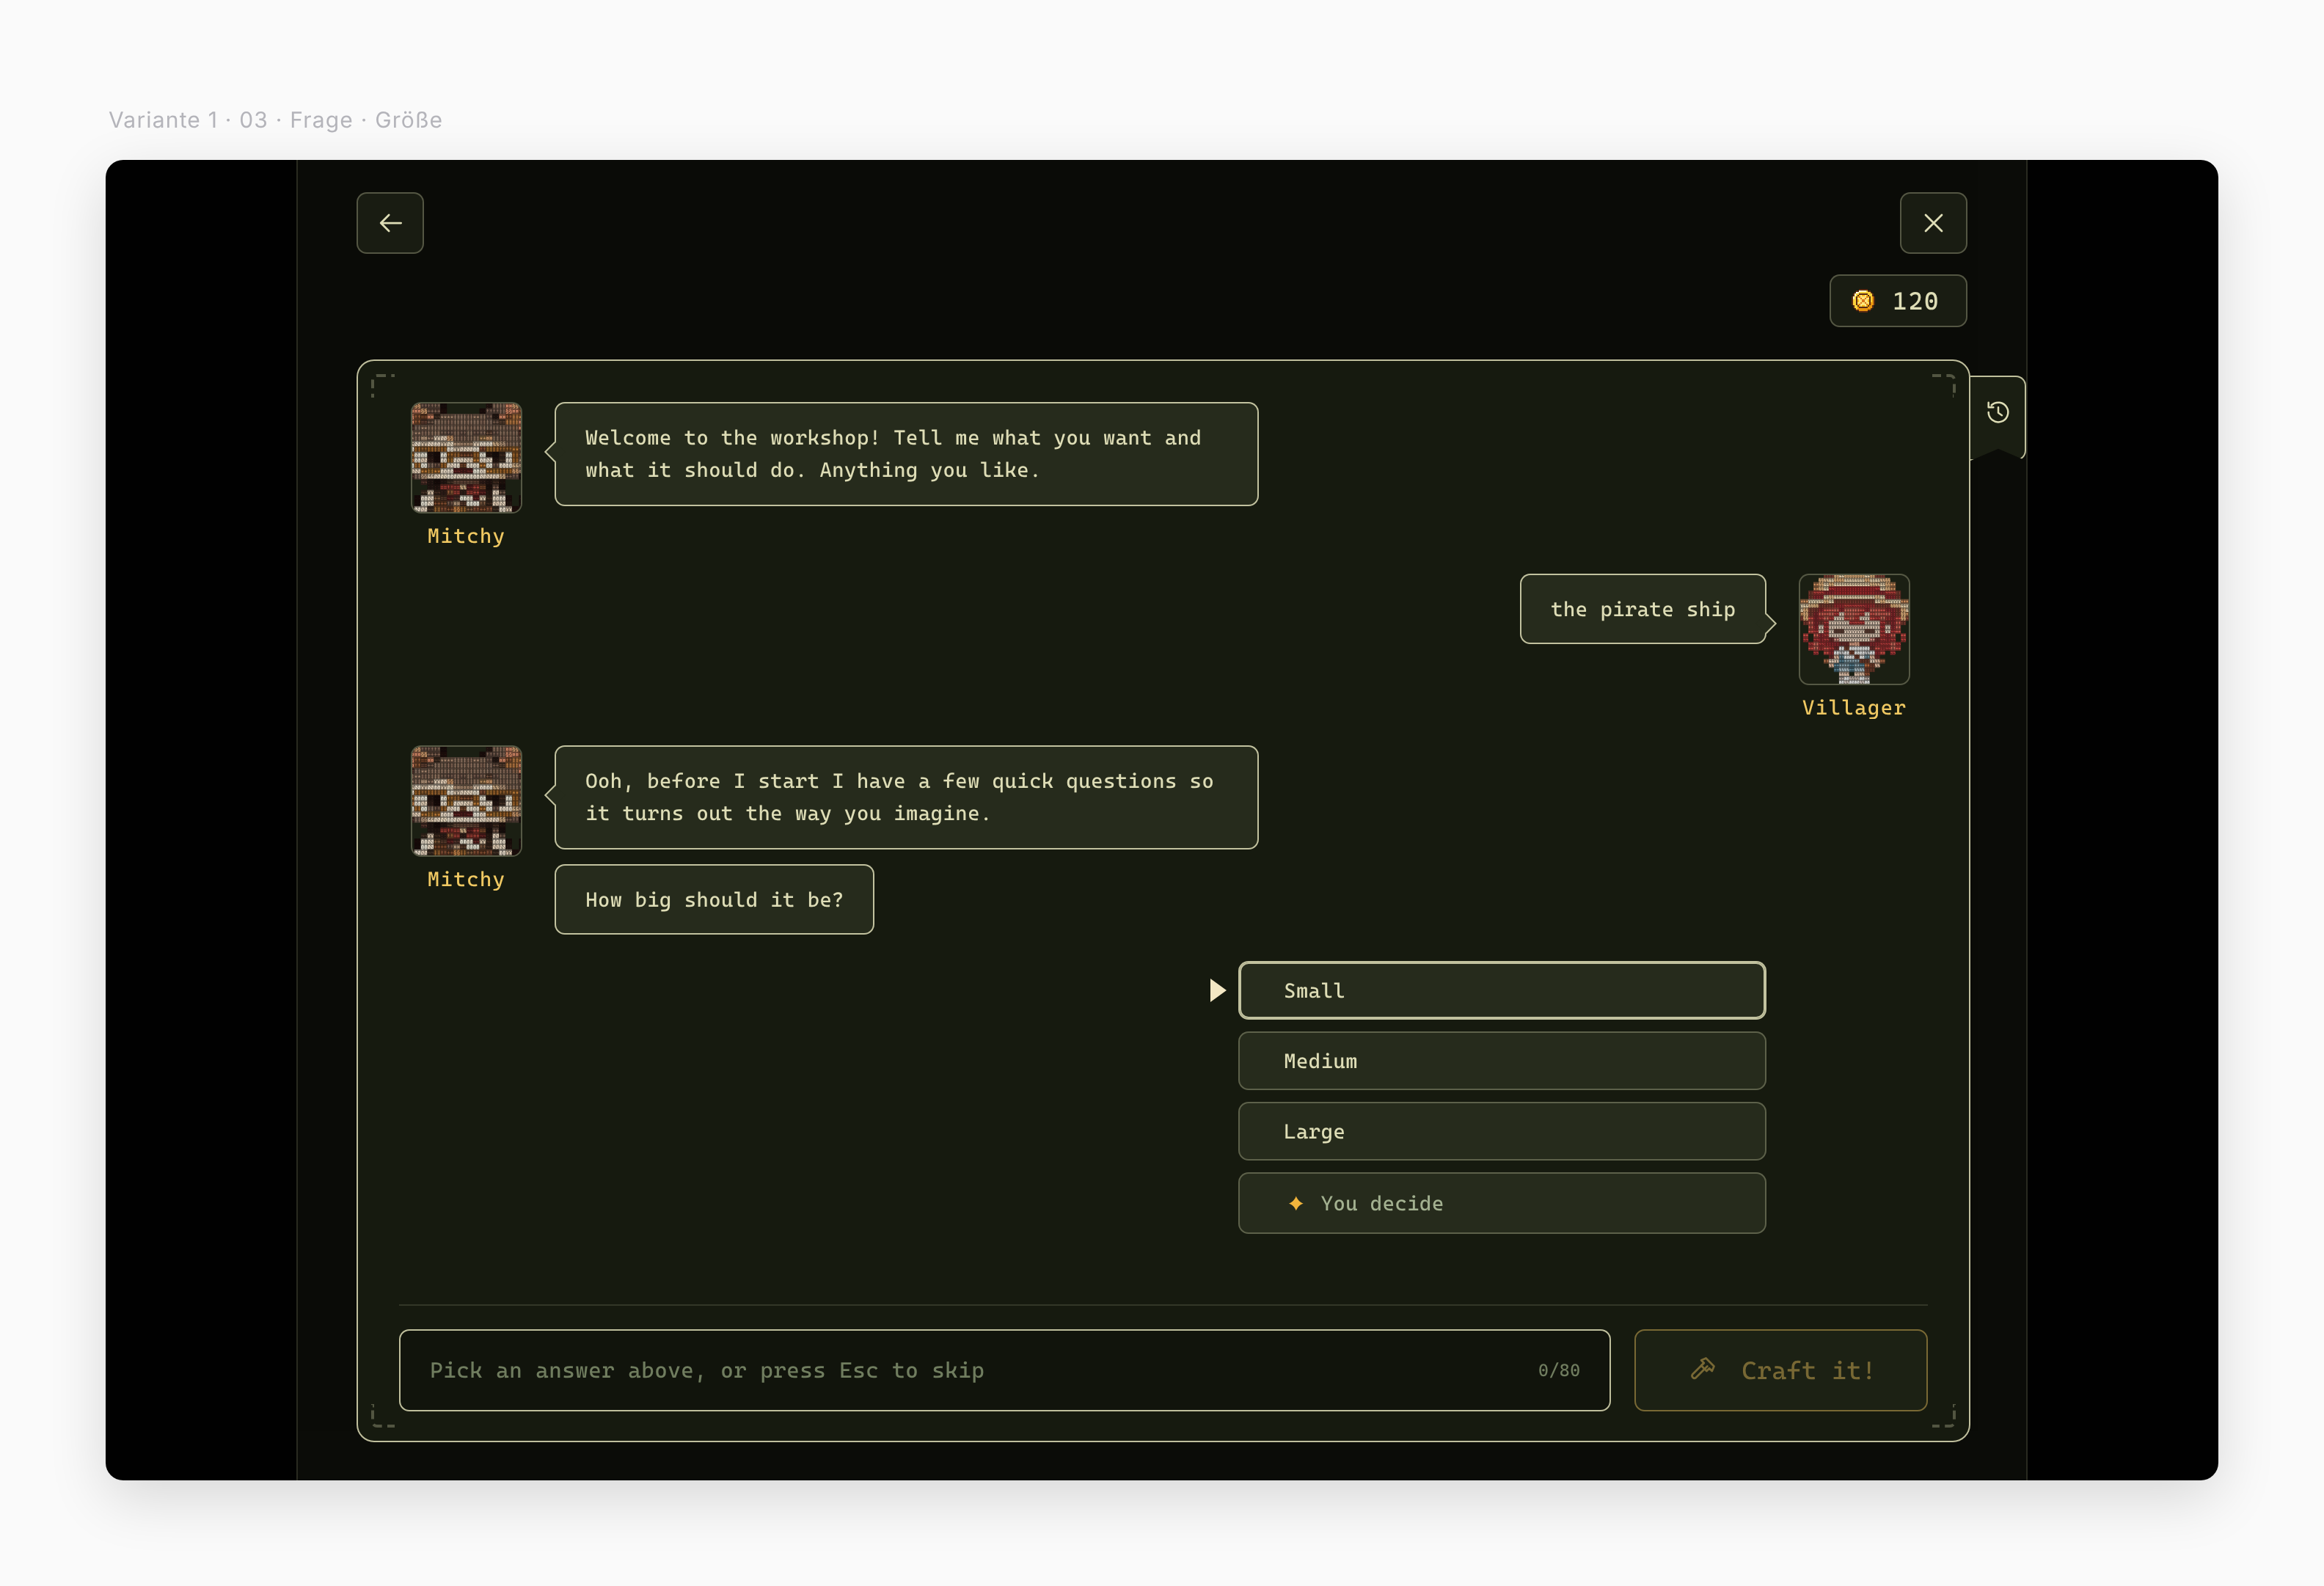 Variante 1 · 03 · Frage · Größe
120
Welcome to the workshop! Tell me what you want and
what it should do. Anything you like.
Mitchy
the pirate ship
Villager
Ooh, before I start I have a few quick questions so
it turns out the way you imagine.
Mitchy
How big should it be?
Small
Medium
Large
You decide
Pick an answer above, or press Esc to skip
0/80
Craft it!